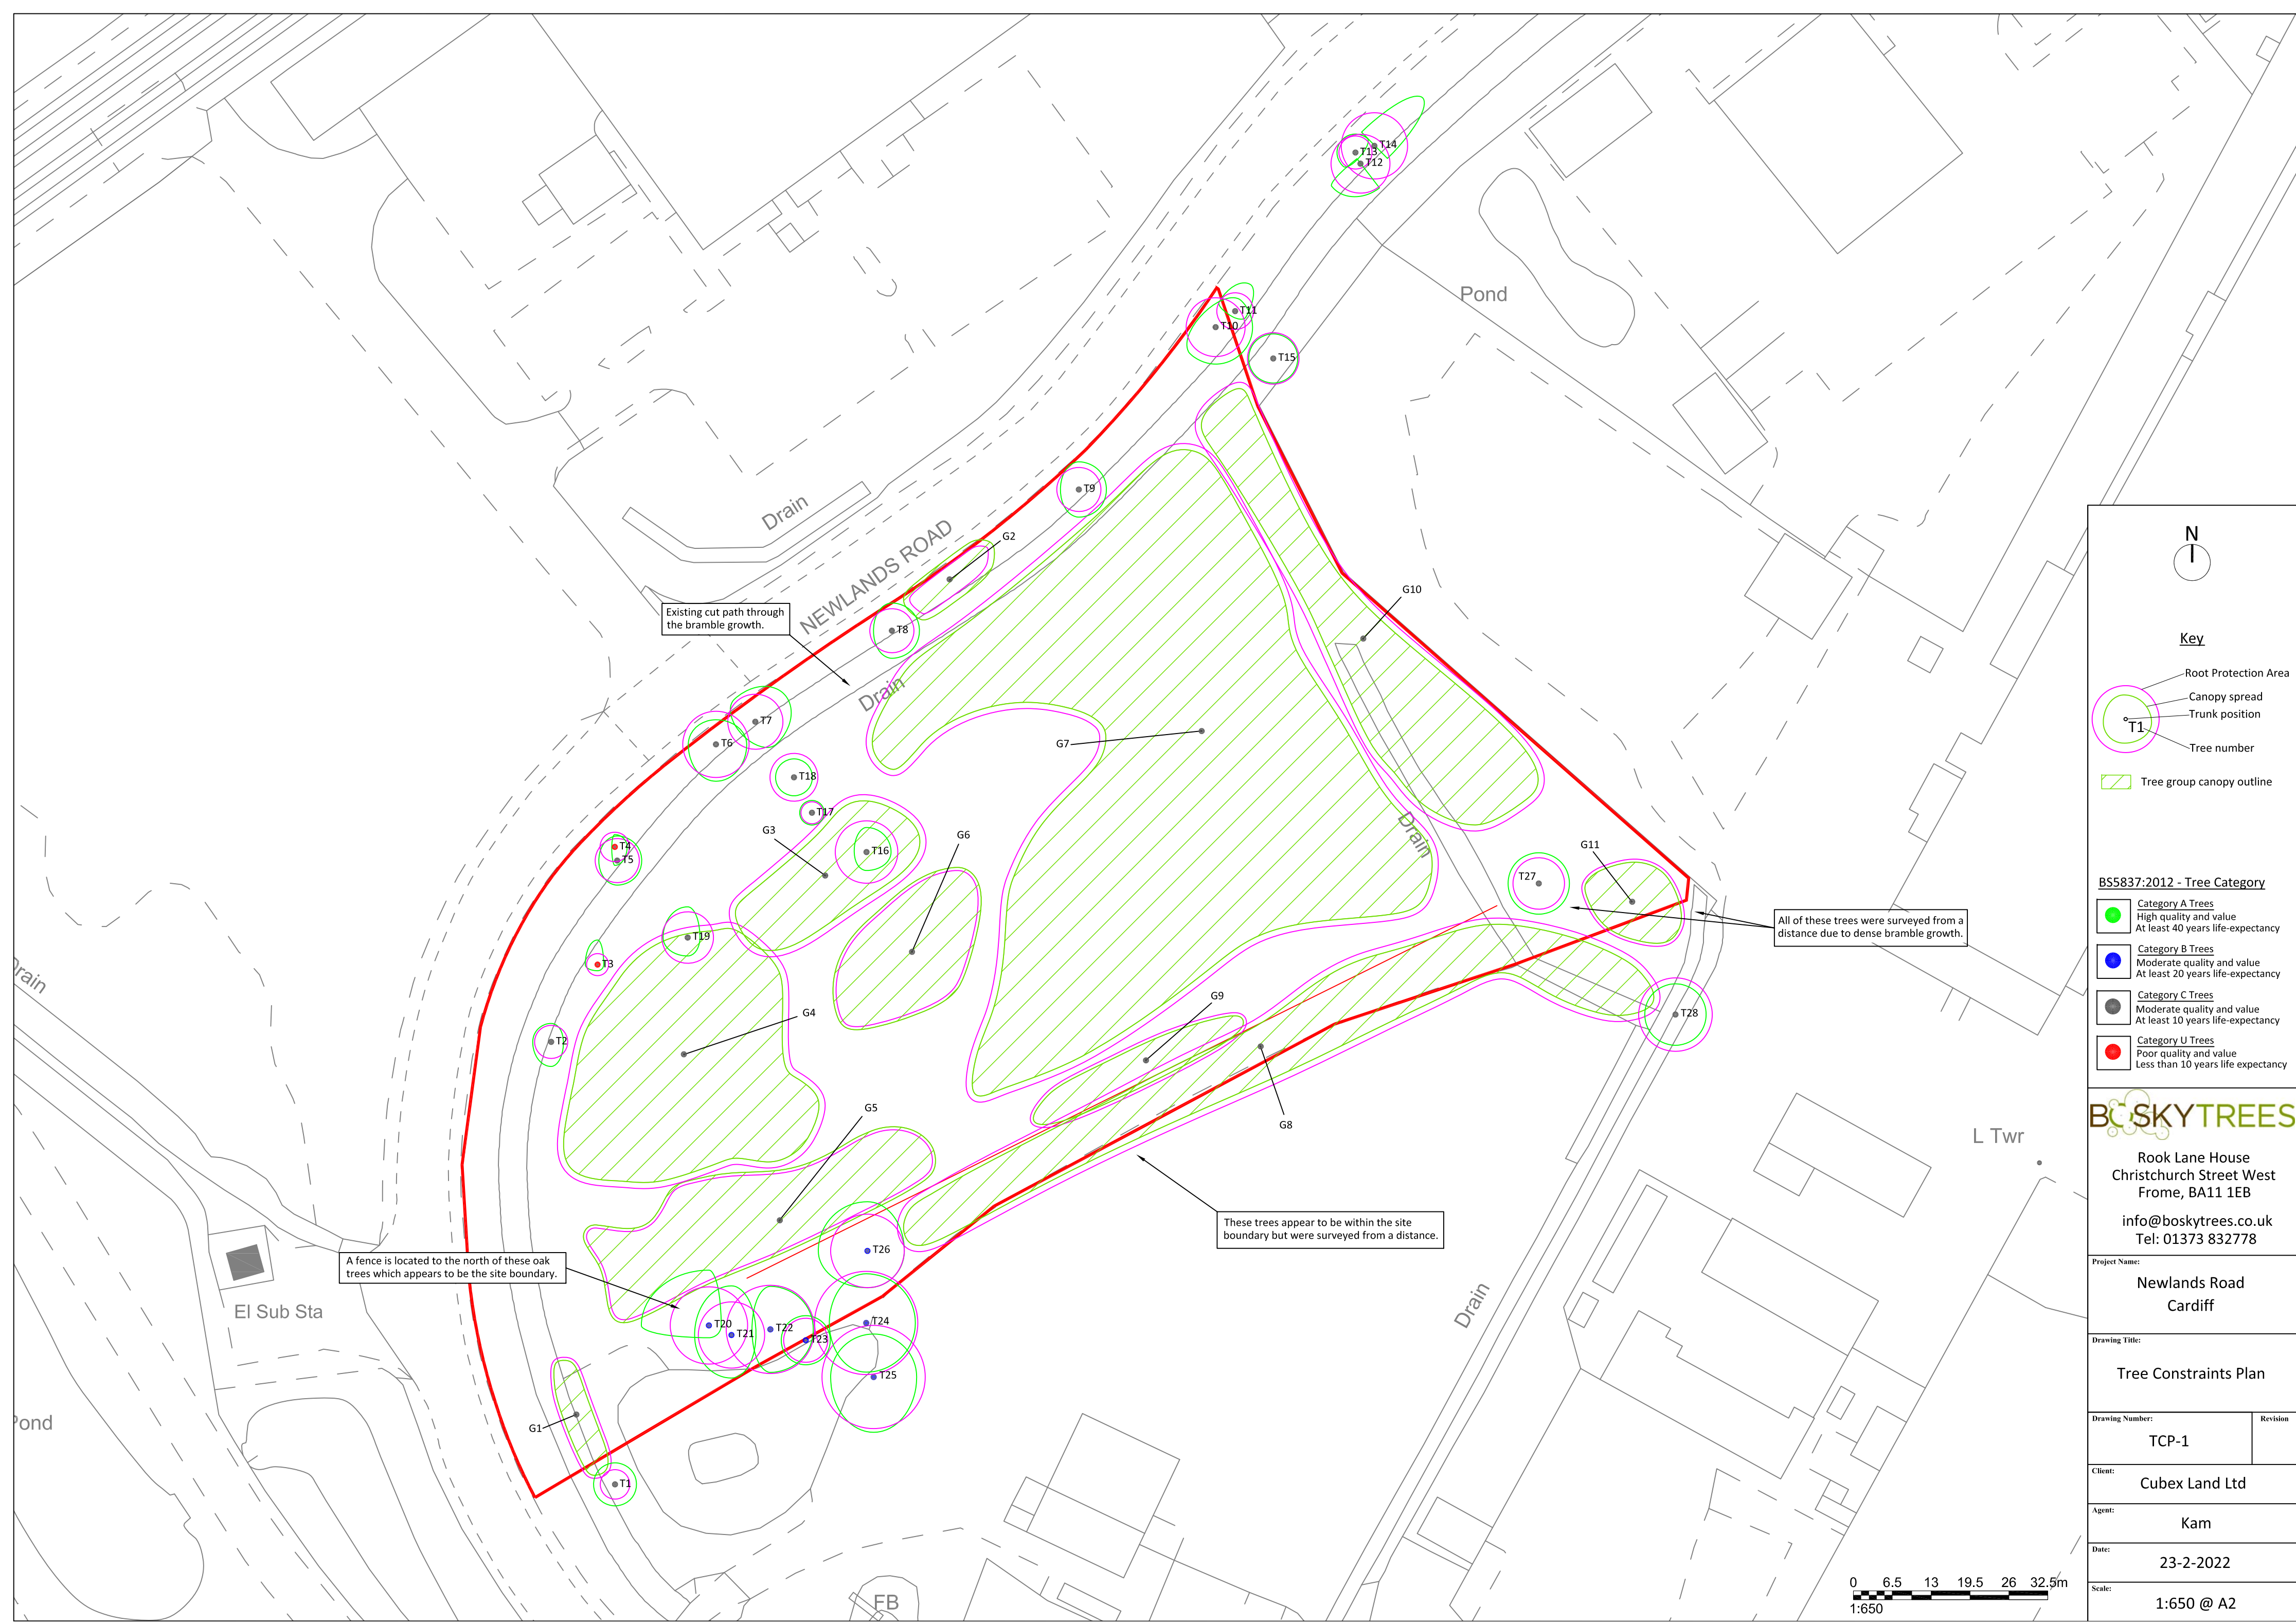 T14
T13
T12
Pond
T11
T10
T15
T9
Drain
NEWLANDS ROAD
G2
G10
Existing cut path through
the bramble growth.
T8
Drain
T7
T6
G7
T18
T17
G3
G6
T16
T4
T5
Drain
G11
T27
All of these trees were surveyed from a
distance due to dense bramble growth.
T19
T3
Drain
G9
G4
T28
T2
G5
G8
L Twr
These trees appear to be within the site
boundary but were surveyed from a distance.
T26
A fence is located to the north of these oak
trees which appears to be the site boundary.
El Sub Sta
Drain
T20
T21
T22
T23
T24
T25
Pond
G1
T1
FB
0 6.5 13 19.5 26 32.5m
1:650
N
Key
Root Protection Area
Canopy spread
Trunk position
T1
Tree number
Tree group canopy outline
BS5837:2012 - Tree Category
Category A Trees
High quality and value
At least 40 years life-expectancy
Category B Trees
Moderate quality and value
At least 20 years life-expectancy
Category C Trees
Moderate quality and value
At least 10 years life-expectancy
Category U Trees
Poor quality and value
Less than 10 years life expectancy
BOSKYTREES
Rook Lane House
Christchurch Street West
Frome, BA11 1EB
info@boskytrees.co.uk
Tel: 01373 832778
Project Name:
Newlands Road
Cardiff
Drawing Title:
Tree Constraints Plan
Drawing Number:
Revision
TCP-1
Client:
Cubex Land Ltd
Agent:
Kam
Date:
23-2-2022
Scale:
1:650 @ A2